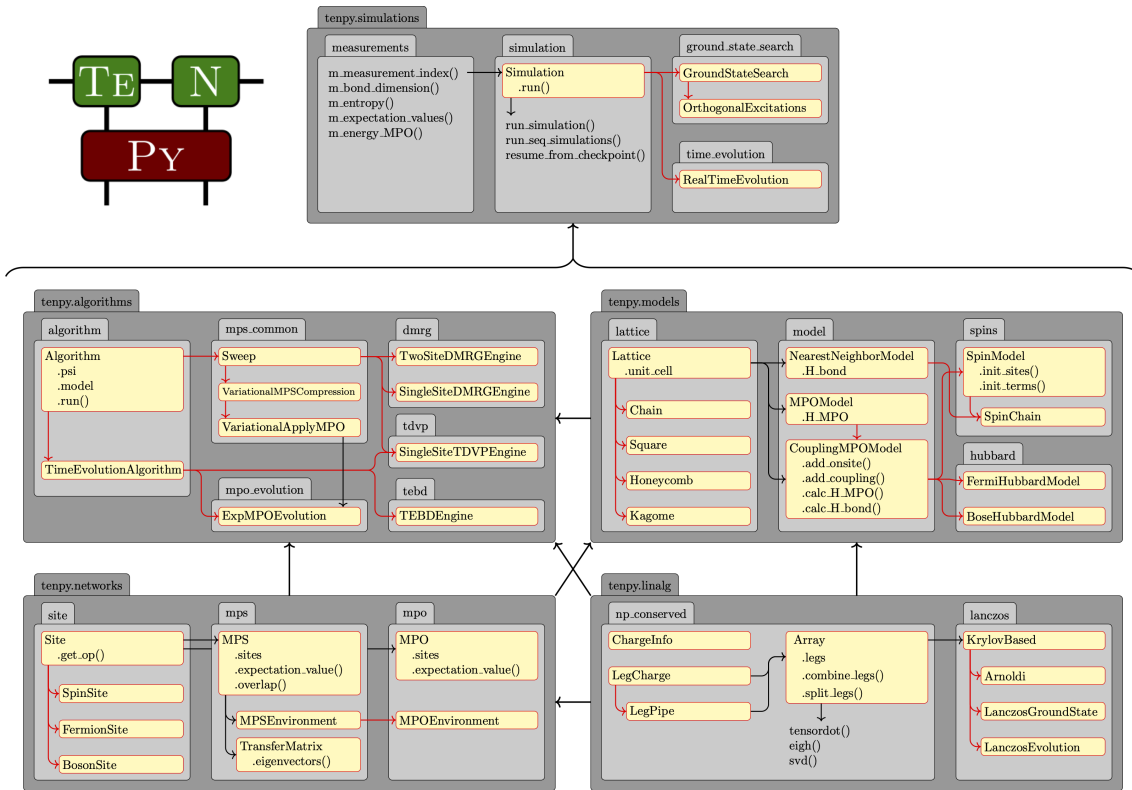 TE N
PY
tenpy.simulations
measurements
m_measurement_index()
m_bond_dimension()
m_entropy()
m_expectation_values()
m_energy_MPO()
simulation
Simulation
.run()
run_simulation()
run_seq_simulations()
resume_from_checkpoint()
ground_state_search
GroundStateSearch
OrthogonalExcitations
time_evolution
RealTimeEvolution
tenpy.algorithms
algorithm
Algorithm
.psi
.model
.run()
TimeEvolutionAlgorithm
mps_common
Sweep
VariationalMPSCompression
VariationalApplyMPO
mpo_evolution
ExpMPOEvolution
dmrg
TwoSiteDMRGEngine
SingleSiteDMRGEngine
tdvp
SingleSiteTDVPEngine
tebd
TEBDEngine
tenpy.models
lattice
Lattice
.unit_cell
Chain
Square
Honeycomb
Kagome
model
NearestNeighborModel
.H_bond
MPOModel
.H_MPO
CouplingMPOModel
.add_onsite()
.add_coupling()
.calc_H_MPO()
.calc_H_bond()
spins
SpinModel
.init_sites()
.init_terms()
SpinChain
hubbard
FermiHubbardModel
BoseHubbardModel
tenpy.networks
site
Site
.get_op()
SpinSite
FermionSite
BosonSite
mps
MPS
.sites
.expectation_value()
.overlap()
MPSEnvironment
TransferMatrix
.eigenvectors()
mpo
MPO
.sites
.expectation_value()
MPOEnvironment
tenpy.linalg
np_conserved
ChargeInfo
LegCharge
LegPipe
Array
.legs
.combine_legs()
.split_legs()
tensordot()
eigh()
svd()
lanczos
KrylovBased
Arnoldi
LanczosGroundState
LanczosEvolution